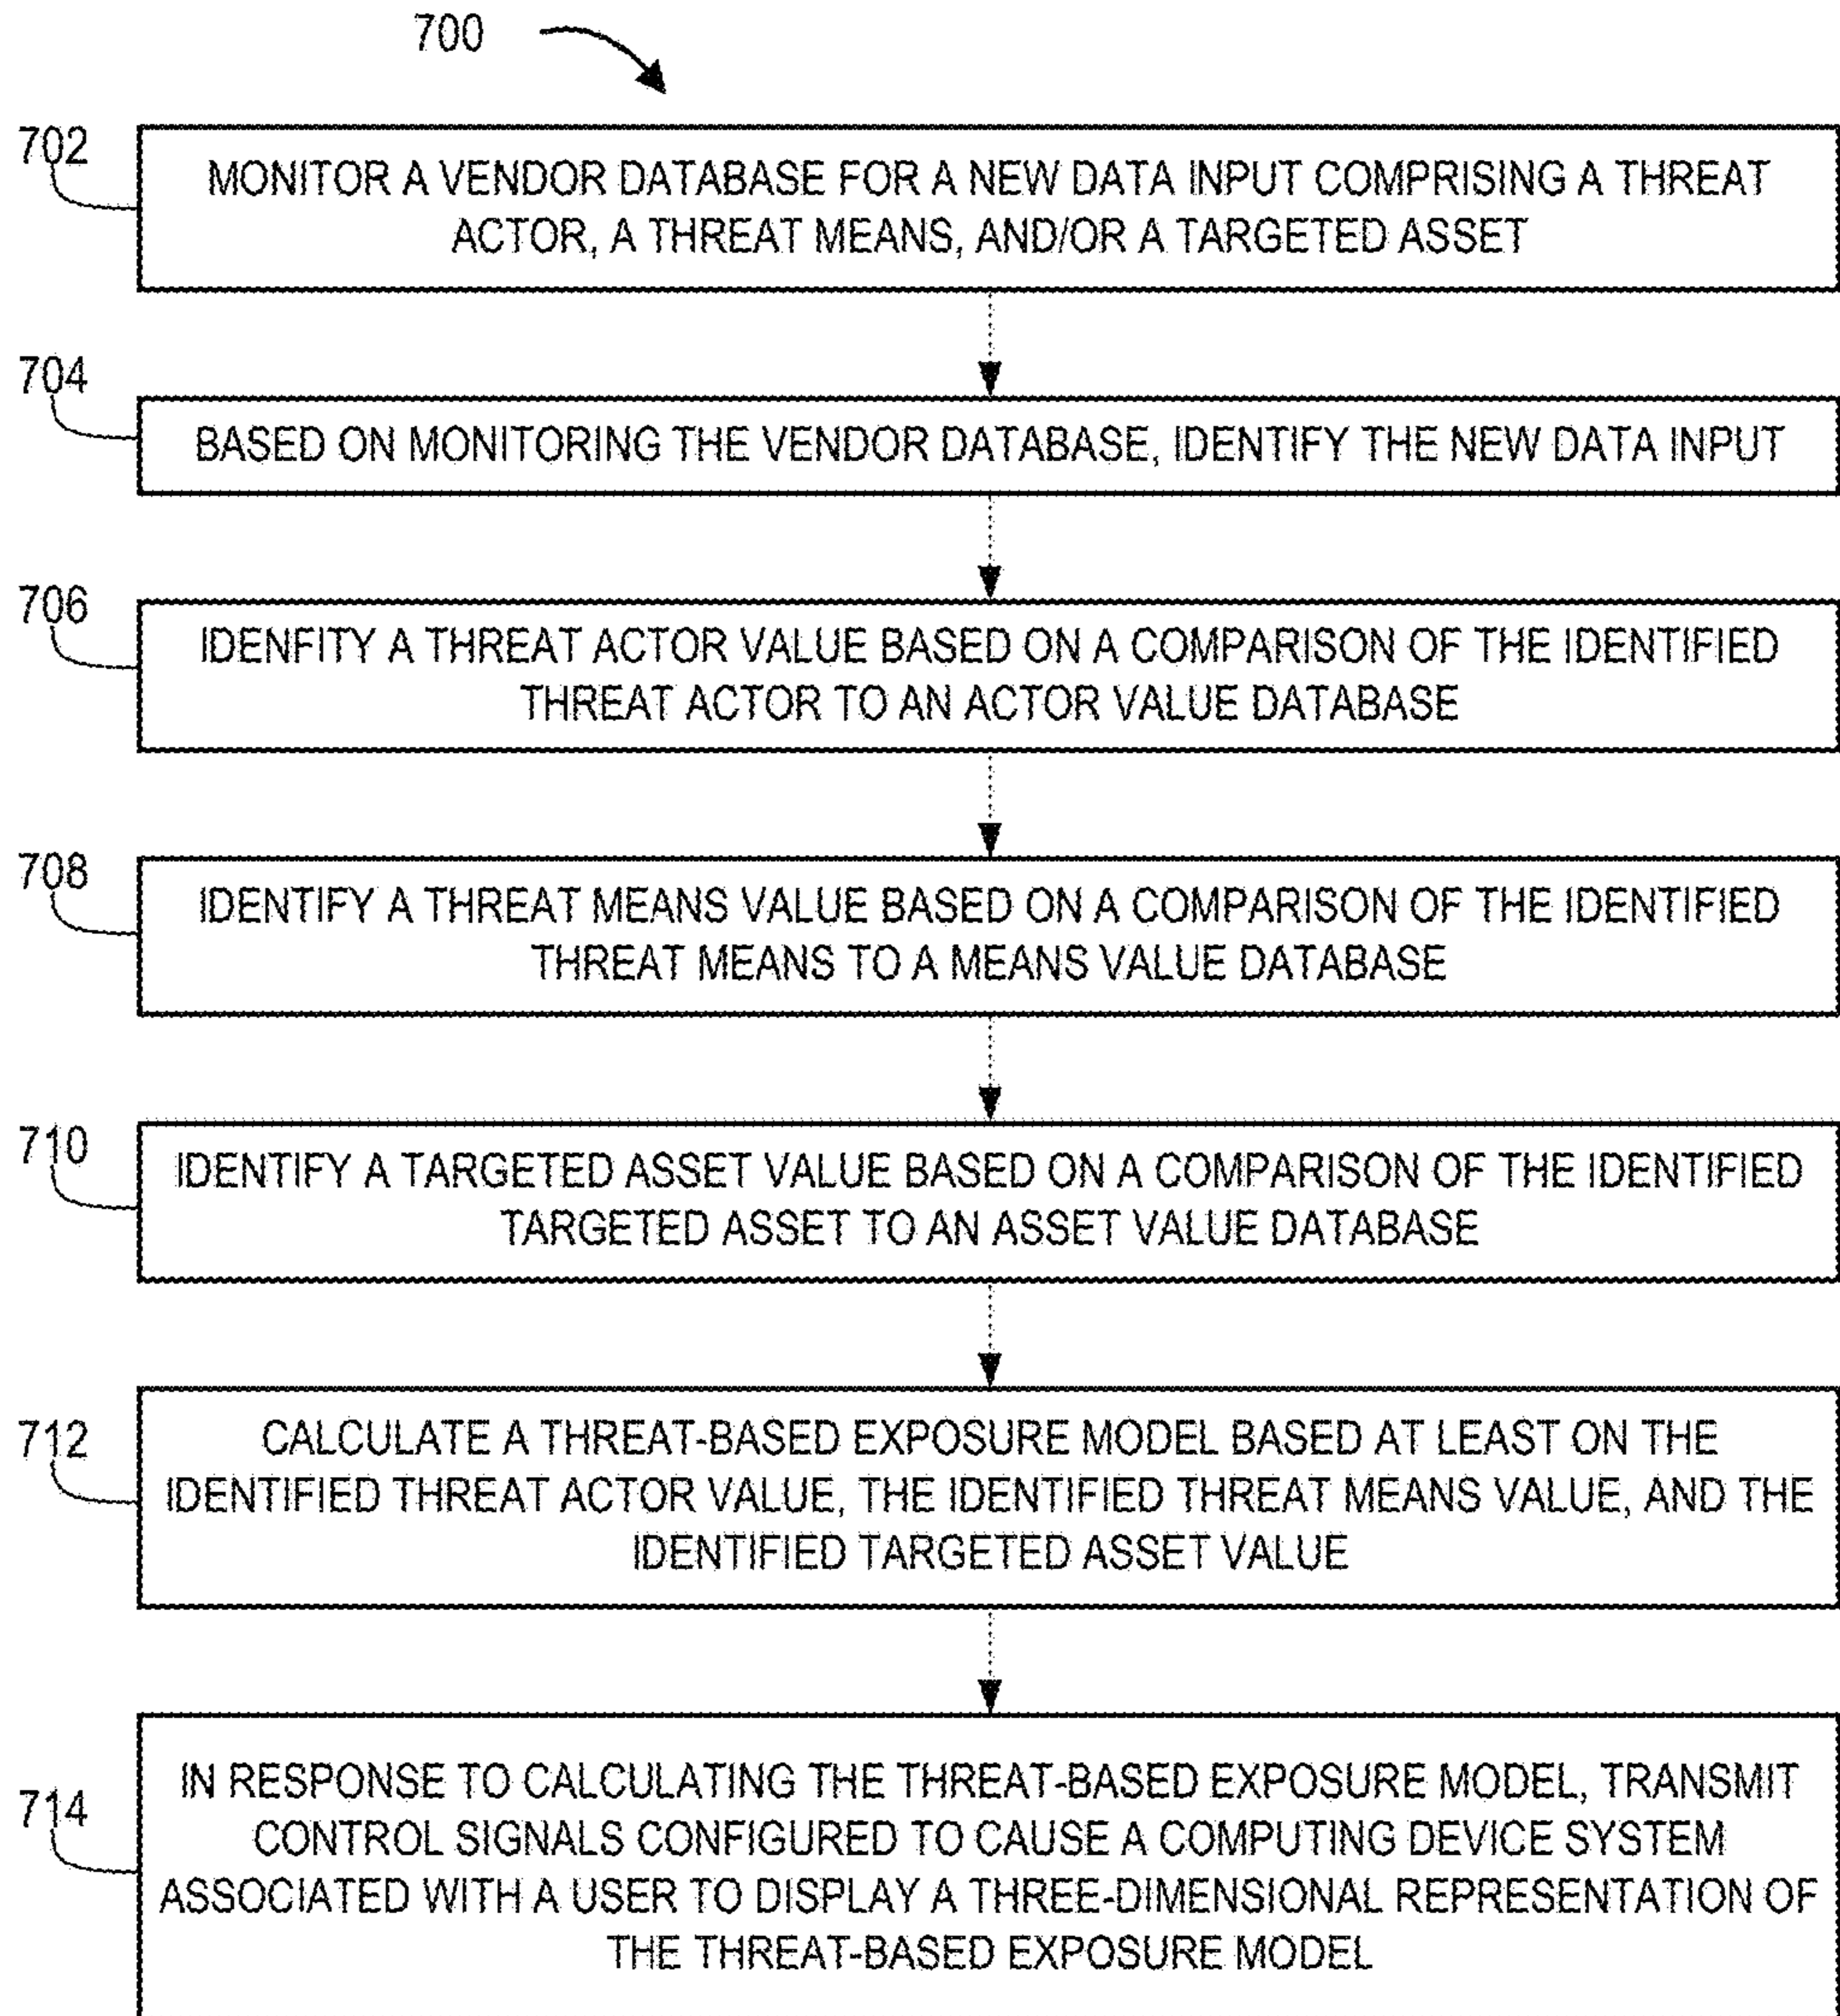 700
702
MONITOR A VENDOR DATABASE FOR A NEW DATA INPUT COMPRISING A THREAT
ACTOR, A THREAT MEANS, AND/OR A TARGETED ASSET
704
BASED ON MONITORING THE VENDOR DATABASE, IDENTIFY THE NEW DATA INPUT
706
IDENFITY A THREAT ACTOR VALUE BASED ON A COMPARISON OF THE IDENTIFIED
THREAT ACTOR TO AN ACTOR VALUE DATABASE
708
IDENTIFY A THREAT MEANS VALUE BASED ON A COMPARISON OF THE IDENTIFIED
THREAT MEANS TO A MEANS VALUE DATABASE
710
IDENTIFY A TARGETED ASSET VALUE BASED ON A COMPARISON OF THE IDENTIFIED
TARGETED ASSET TO AN ASSET VALUE DATABASE
712
CALCULATE A THREAT-BASED EXPOSURE MODEL BASED AT LEAST ON THE
IDENTIFIED THREAT ACTOR VALUE, THE IDENTIFIED THREAT MEANS VALUE, AND THE
IDENTIFIED TARGETED ASSET VALUE
714
IN RESPONSE TO CALCULATING THE THREAT-BASED EXPOSURE MODEL, TRANSMIT
CONTROL SIGNALS CONFIGURED TO CAUSE A COMPUTING DEVICE SYSTEM
ASSOCIATED WITH A USER TO DISPLAY A THREE-DIMENSIONAL REPRESENTATION OF
THE THREAT-BASED EXPOSURE MODEL